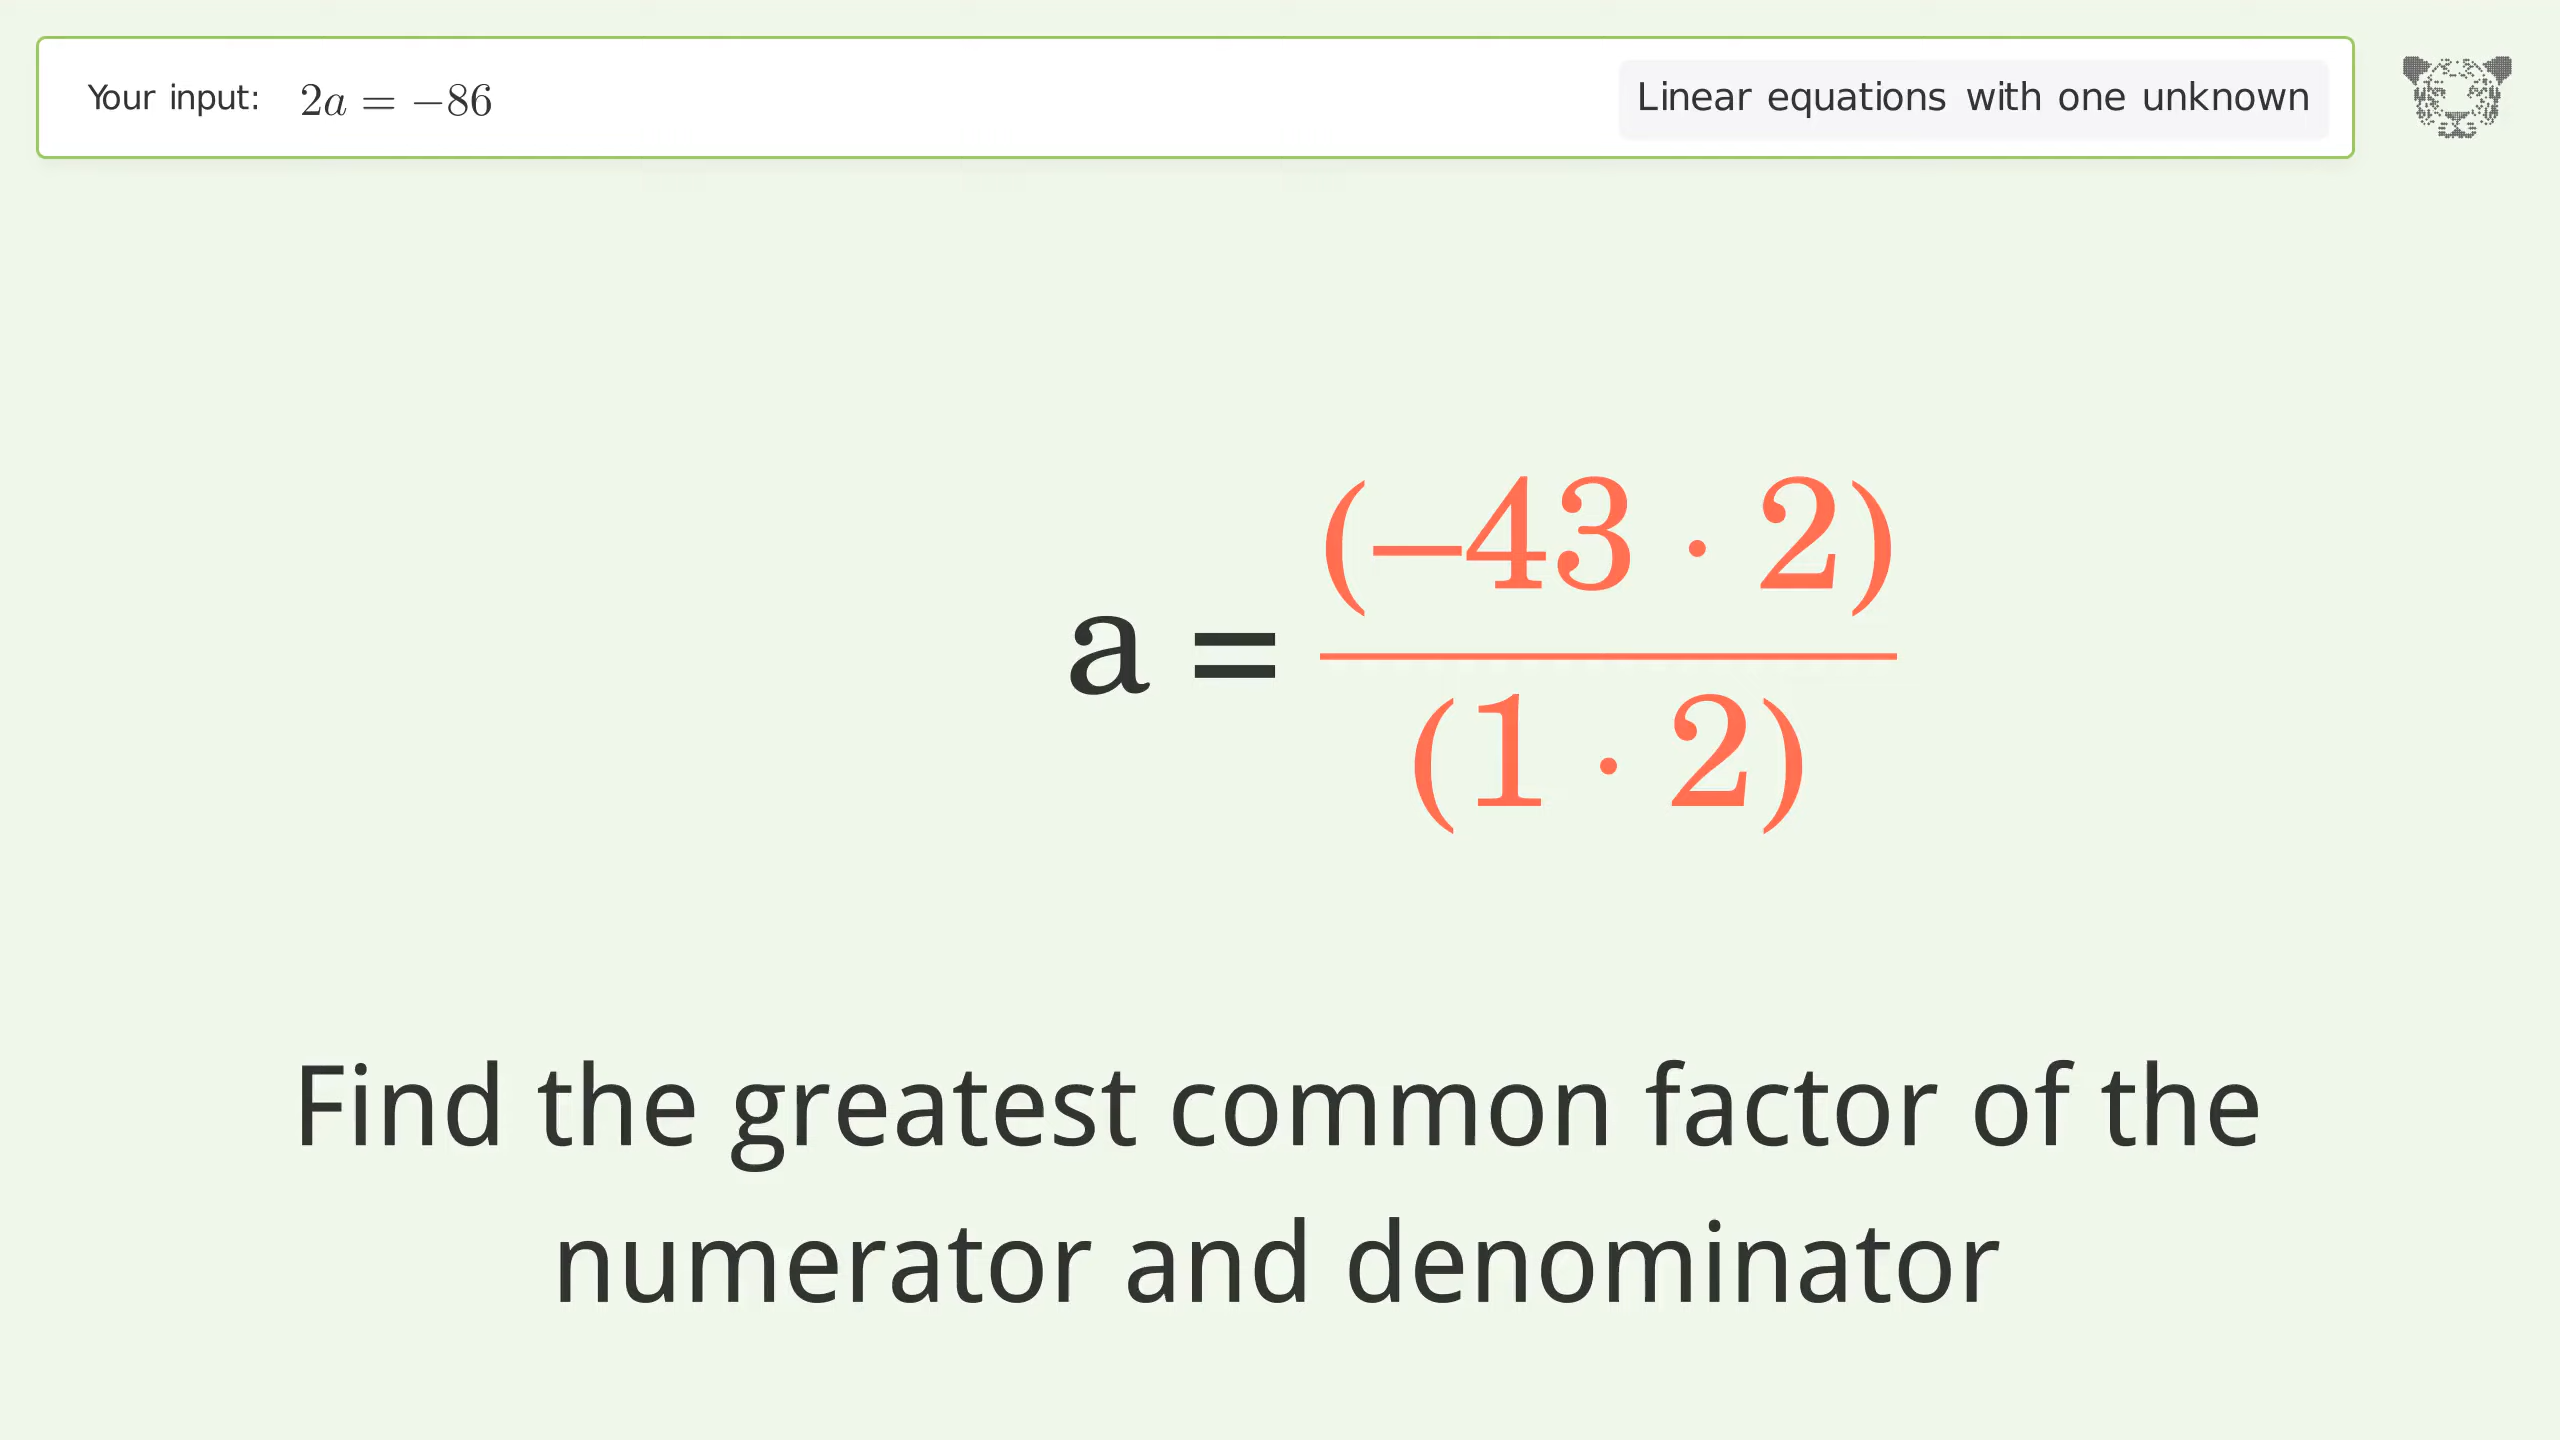 Your input: 2a = −86
Linear equations with one unknown
a = (−43 · 2) / (1 · 2)
Find the greatest common factor of the
numerator and denominator